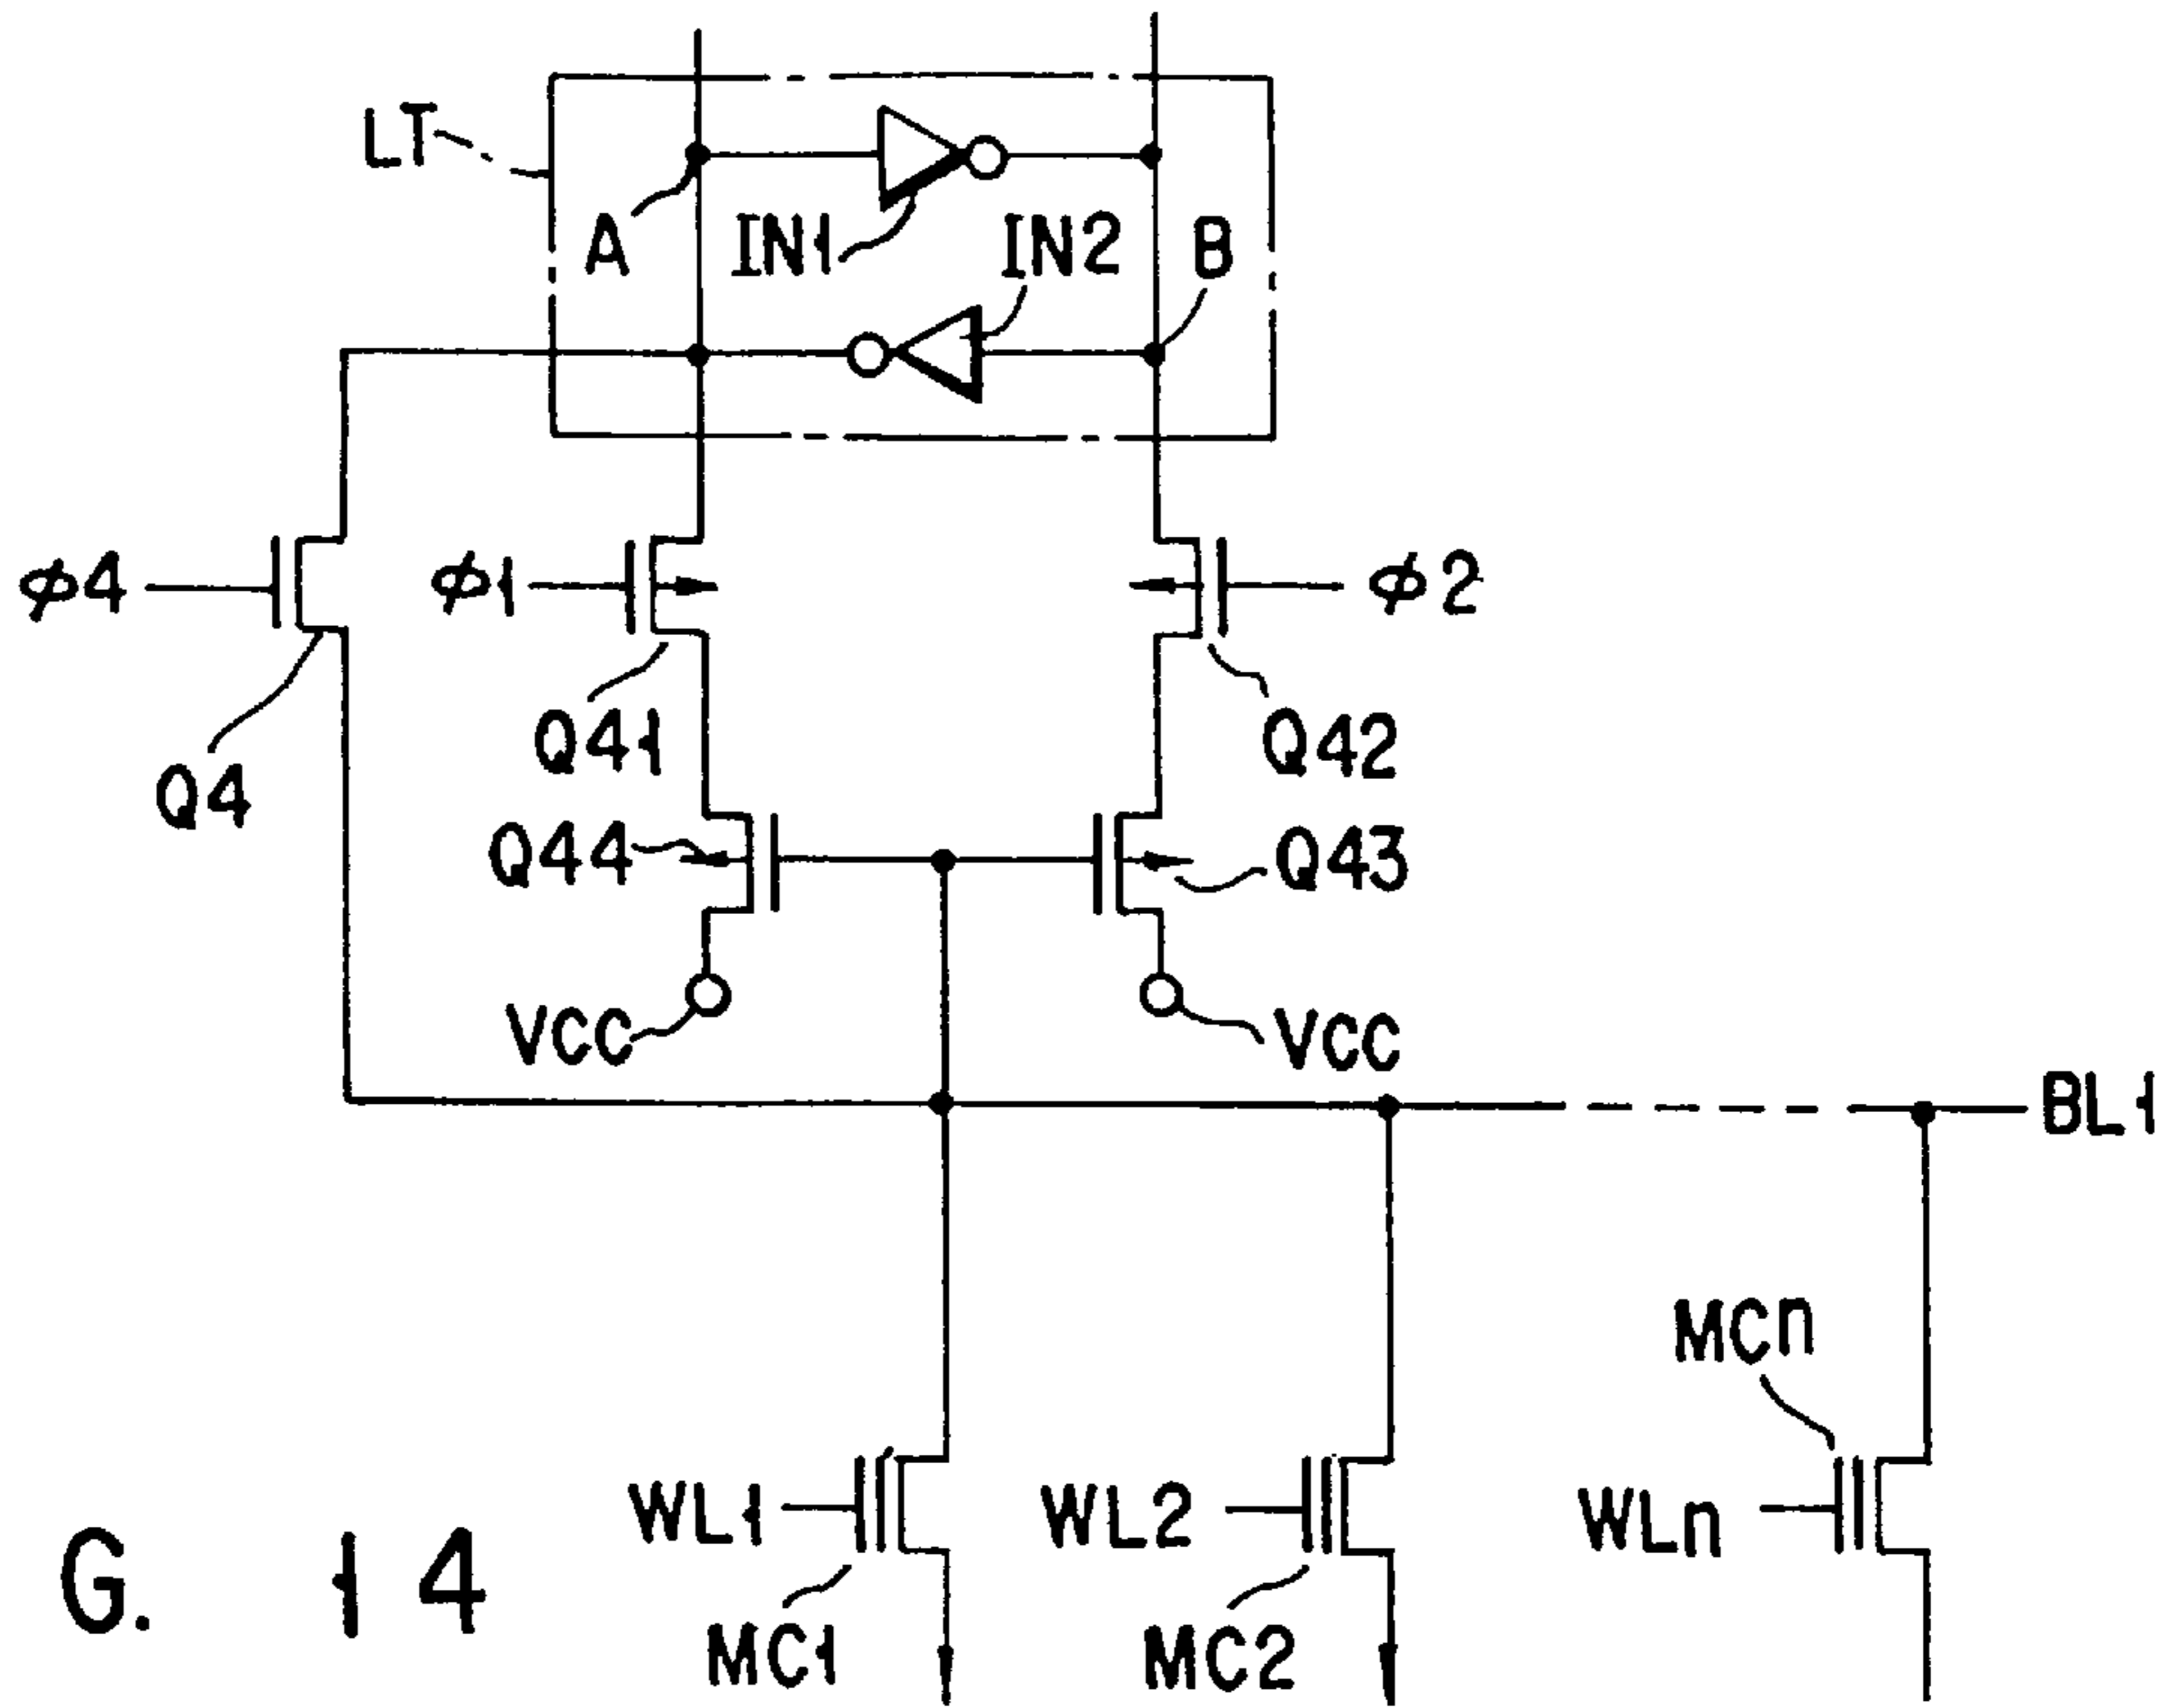 LT
A
IN1
IN2
B
φ4
φ1
φ2
Q4
Q41
Q42
Q44
Q43
VCC
VCC
BL1
MCn
WL1
WL2
WLn
MC1
MC2
G. 14